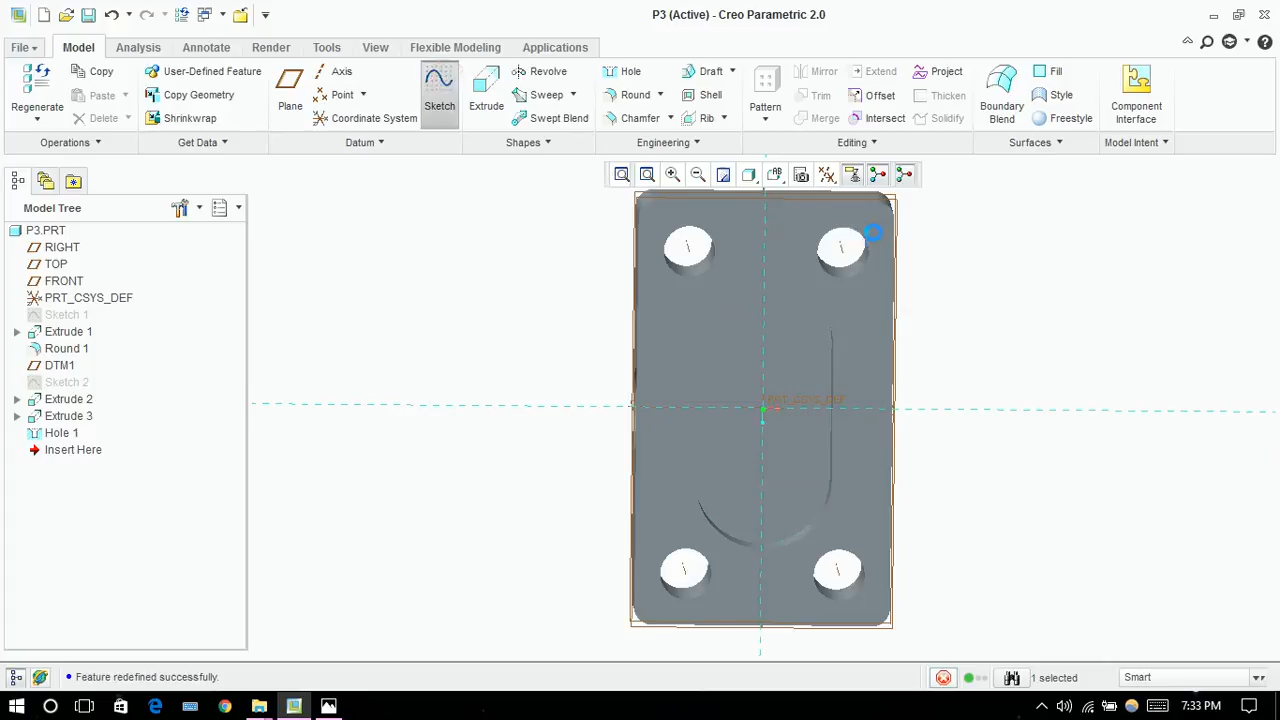 P3 (Active) - Creo Parametric 2.0
File Model Analysis Annotate Render Tools View Flexible Modeling Applications
Regenerate
Copy
Paste
Delete
Operations
User-Defined Feature
Copy Geometry
Shrinkwrap
Get Data
Plane
Axis
Point
Coordinate System
Datum
Sketch
Extrude
Revolve
Sweep
Swept Blend
Shapes
Hole
Round
Chamfer
Draft
Shell
Rib
Engineering
Pattern
Mirror
Trim
Merge
Extend
Offset
Intersect
Project
Thicken
Solidify
Editing
Boundary
Blend
Fill
Style
Freestyle
Surfaces
Component
Interface
Model Intent
Model Tree
P3.PRT
RIGHT
TOP
FRONT
PRT_CSYS_DEF
Sketch 1
Extrude 1
Round 1
DTM1
Sketch 2
Extrude 2
Extrude 3
Hole 1
Insert Here
PRT_CSYS_DEF
Feature redefined successfully.
1 selected
Smart
7:33 PM